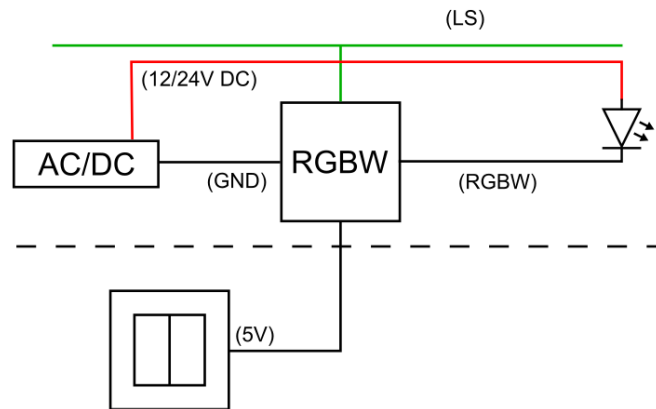 (LS)
(12/24V DC)
AC/DC
RGBW
(GND)
(RGBW)
(5V)